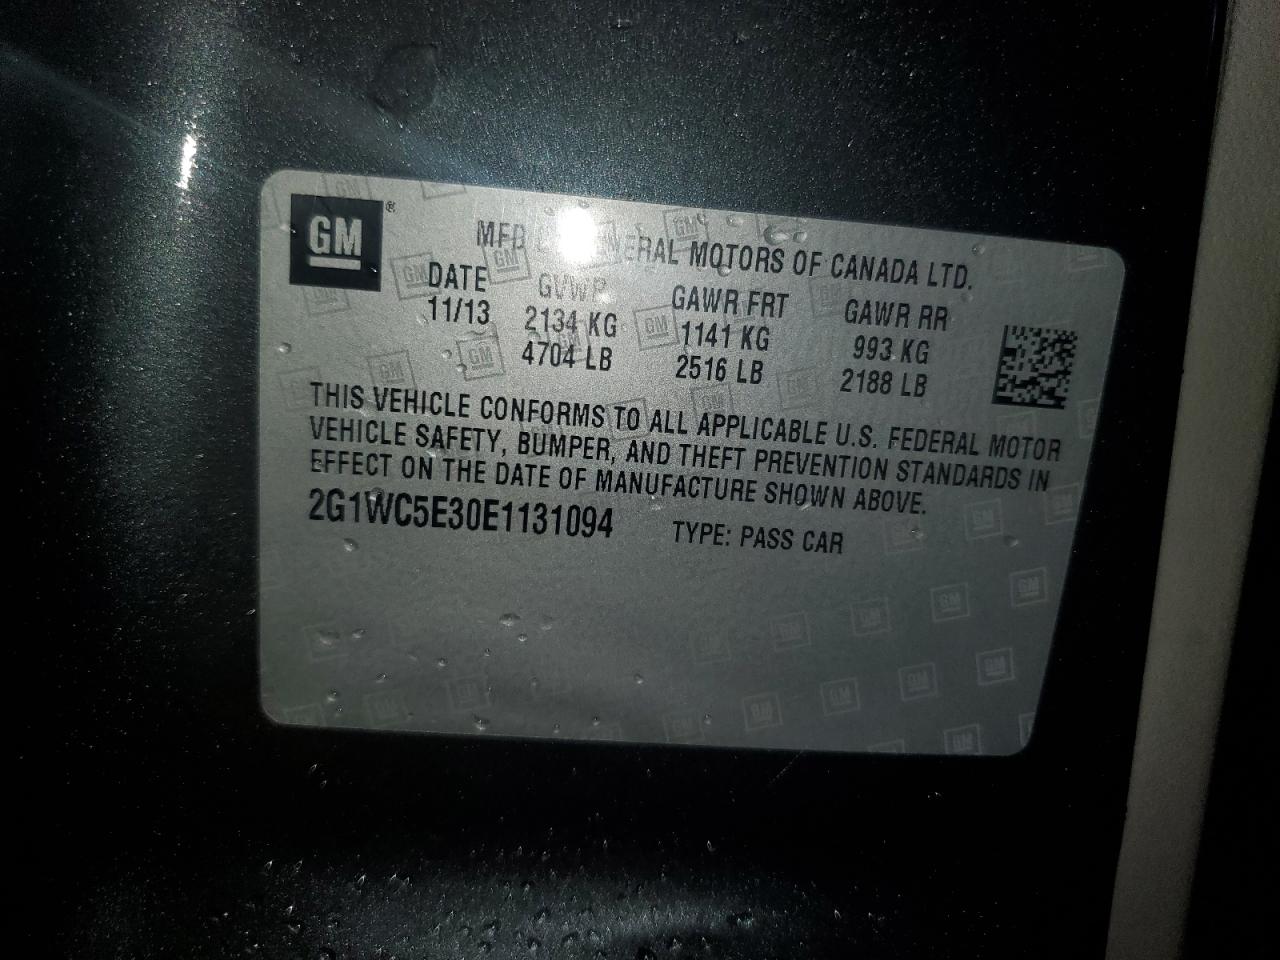 GM ®
MFD ERAL MOTORS OF CANADA LTD.
DATE GVWR GAWR FRT GAWR RR
11/13 2134 KG 1141 KG 993 KG
4704 LB 2516 LB 2188 LB
THIS VEHICLE CONFORMS TO ALL APPLICABLE U.S. FEDERAL MOTOR
VEHICLE SAFETY, BUMPER, AND THEFT PREVENTION STANDARDS IN
EFFECT ON THE DATE OF MANUFACTURE SHOWN ABOVE.
2G1WC5E30E1131094 TYPE: PASS CAR